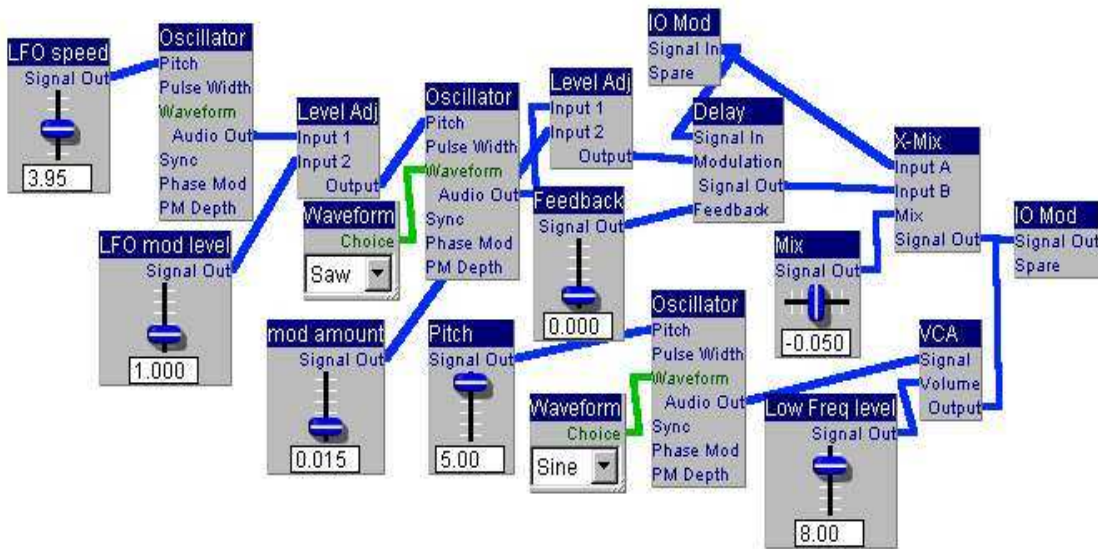 LFO speed
Signal Out
3.95
Oscillator
Pitch
Pulse Width
Waveform
Audio Out
Sync
Phase Mod
PM Depth
LFO mod level
Signal Out
1.000
Level Adj
Input 1
Input 2
Output
Waveform
Choice
Saw
mod amount
Signal Out
0.015
Oscillator
Pitch
Pulse Width
Waveform
Audio Out
Sync
Phase Mod
PM Depth
Pitch
Signal Out
5.00
Level Adj
Input 1
Input 2
Output
Feedback
Signal Out
0.000
Waveform
Choice
Sine
IO Mod
Signal In
Spare
Delay
Signal In
Modulation
Signal Out
Feedback
Oscillator
Pitch
Pulse Width
Waveform
Audio Out
Sync
Phase Mod
PM Depth
Mix
Signal Out
-0.050
Low Freq level
Signal Out
8.00
X-Mix
Input A
Input B
Mix
Signal Out
VCA
Signal
Volume
Output
IO Mod
Signal Out
Spare